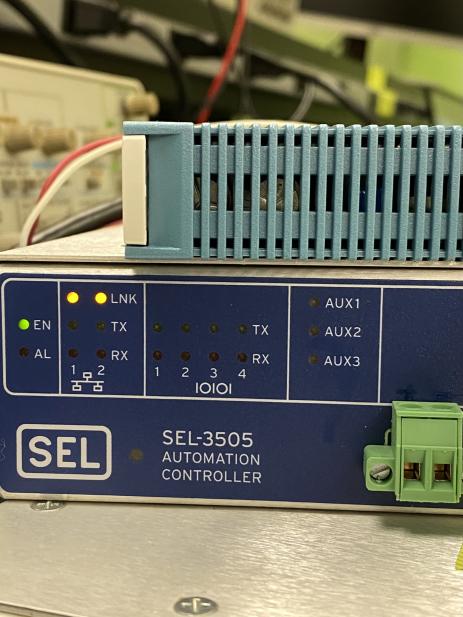 LNK
AUX1
EN
TX
TX
AUX2
AL
RX
RX
AUX3
1 2
1 2 3 4
IOIOI
SEL
SEL-3505
AUTOMATION
CONTROLLER